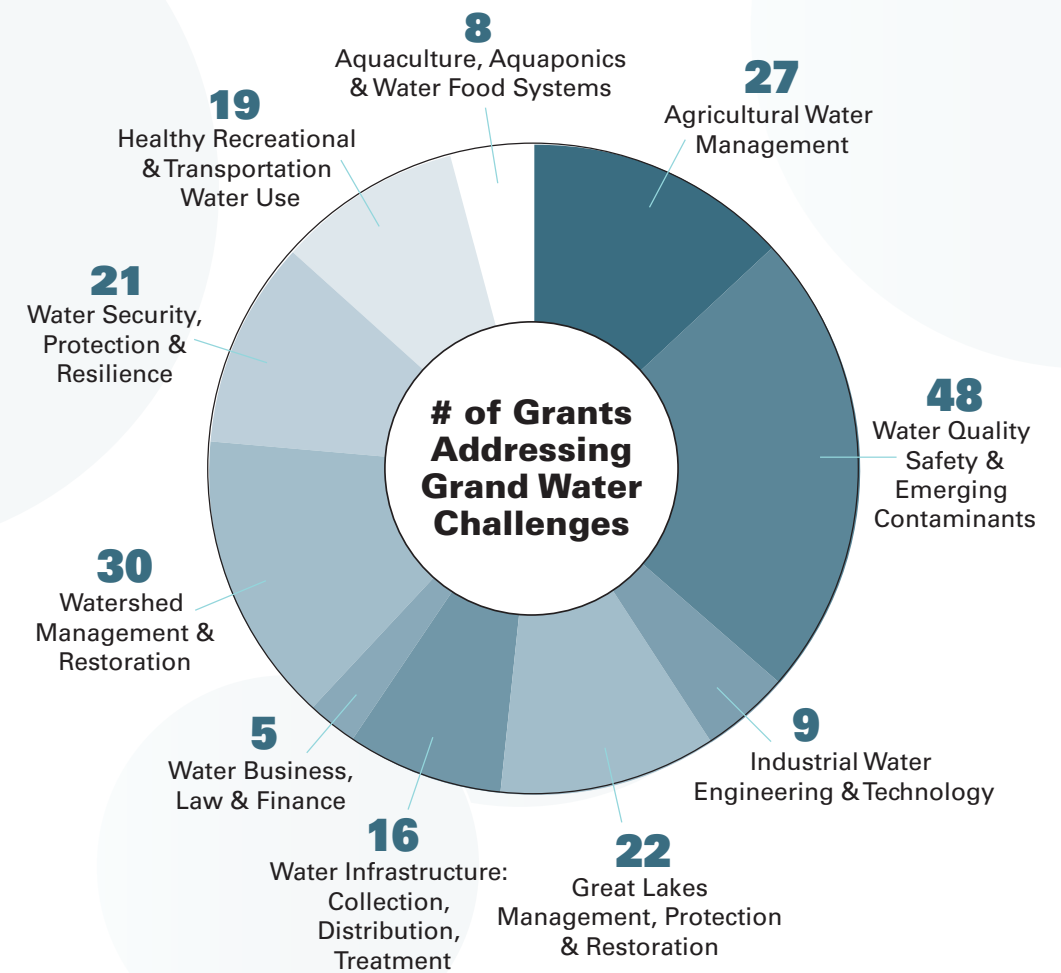 8
Aquaculture, Aquaponics
& Water Food Systems
27
Agricultural Water
Management
19
Healthy Recreational
& Transportation
Water Use
21
Water Security,
Protection &
Resilience
# of Grants
Addressing
Grand Water
Challenges
48
Water Quality
Safety &
Emerging
Contaminants
30
Watershed
Management &
Restoration
5
Water Business,
Law & Finance
9
Industrial Water
Engineering & Technology
16
Water Infrastructure:
Collection,
Distribution,
Treatment
22
Great Lakes
Management, Protection
& Restoration